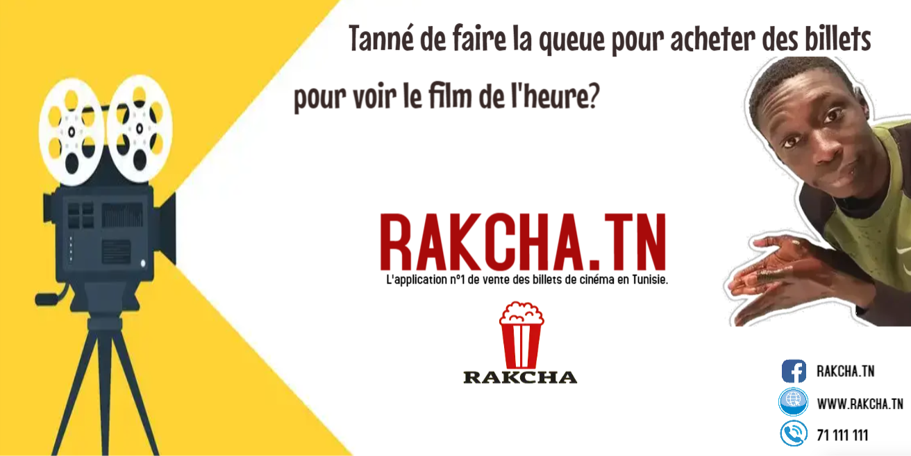 Tanné de faire la queue pour acheter des billets
pour voir le film de l'heure?
RAKCHA.TN
L'application n°1 de vente des billets de cinéma en Tunisie.
RAKCHA
RAKCHA.TN
WWW.RAKCHA.TN
71 111 111